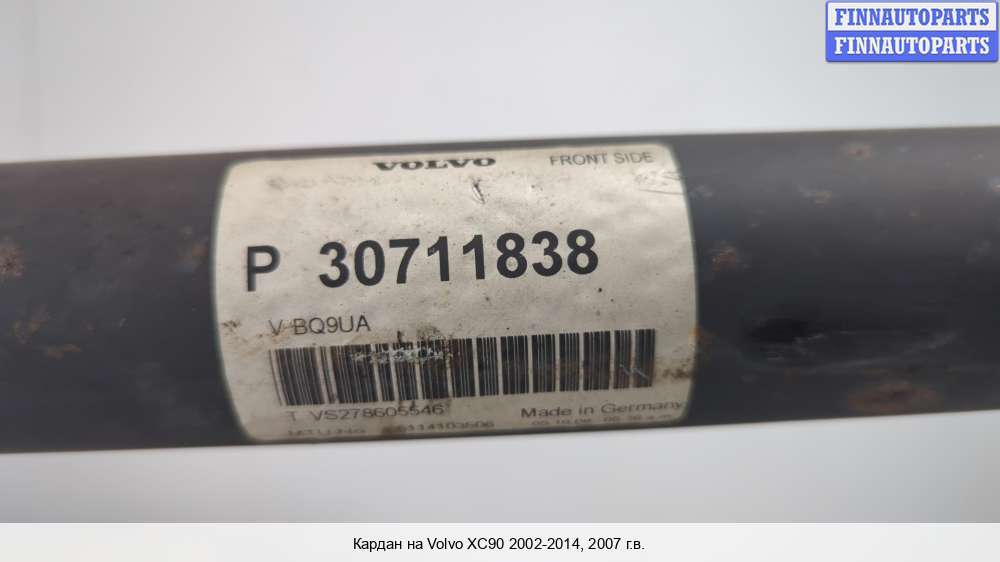 FINNAUTOPARTS
FINNAUTOPARTS
VOLVO FRONT SIDE
P 30711838
V BQ9UA
T VS278605546
Made in Germany
Кардан на Volvo XC90 2002-2014, 2007 г.в.